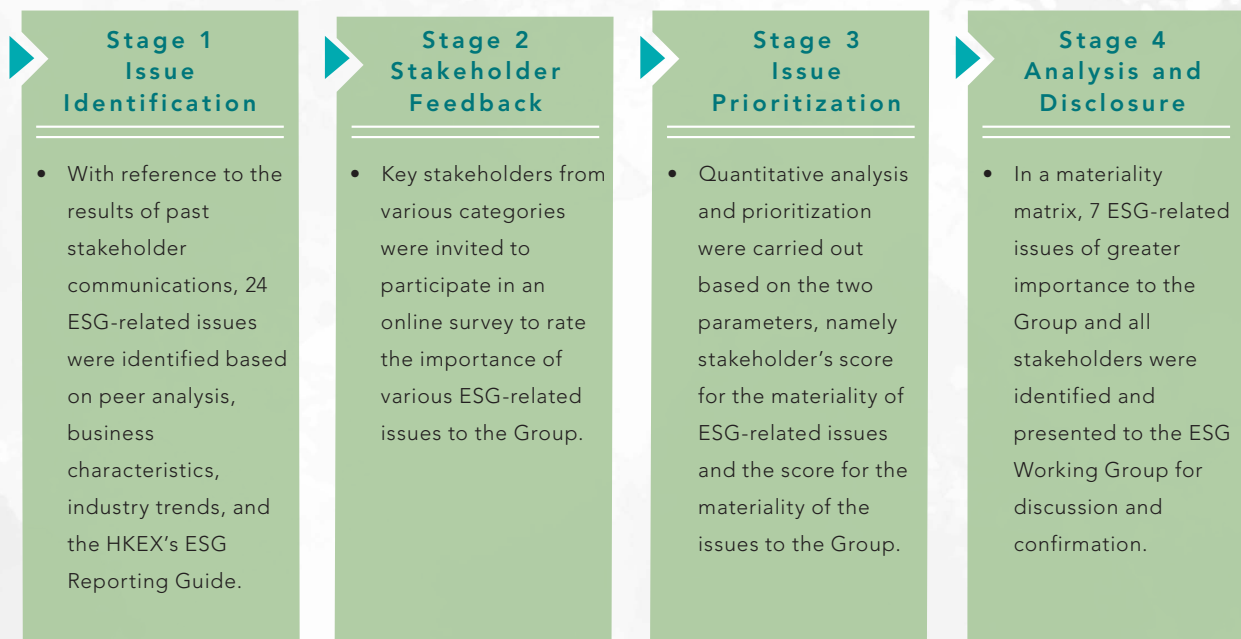 Stage 1
Issue
Identification
• With reference to the
results of past
stakeholder
communications, 24
ESG-related issues
were identified based
on peer analysis,
business
characteristics,
industry trends, and
the HKEX's ESG
Reporting Guide.
Stage 2
Stakeholder
Feedback
• Key stakeholders from
various categories
were invited to
participate in an
online survey to rate
the importance of
various ESG-related
issues to the Group.
Stage 3
Issue
Prioritization
• Quantitative analysis
and prioritization
were carried out
based on the two
parameters, namely
stakeholder's score
for the materiality of
ESG-related issues
and the score for the
materiality of the
issues to the Group.
Stage 4
Analysis and
Disclosure
• In a materiality
matrix, 7 ESG-related
issues of greater
importance to the
Group and all
stakeholders were
identified and
presented to the ESG
Working Group for
discussion and
confirmation.